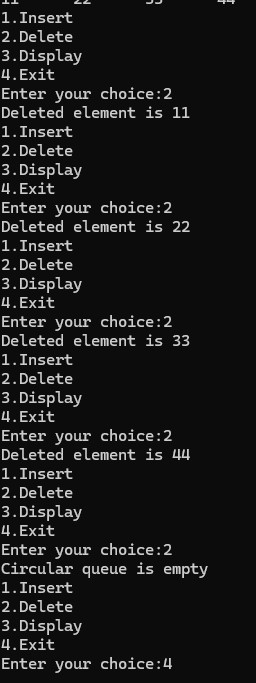 11 22 33 44
1.Insert
2.Delete
3.Display
4.Exit
Enter your choice:2
Deleted element is 11
1.Insert
2.Delete
3.Display
4.Exit
Enter your choice:2
Deleted element is 22
1.Insert
2.Delete
3.Display
4.Exit
Enter your choice:2
Deleted element is 33
1.Insert
2.Delete
3.Display
4.Exit
Enter your choice:2
Deleted element is 44
1.Insert
2.Delete
3.Display
4.Exit
Enter your choice:2
Circular queue is empty
1.Insert
2.Delete
3.Display
4.Exit
Enter your choice:4